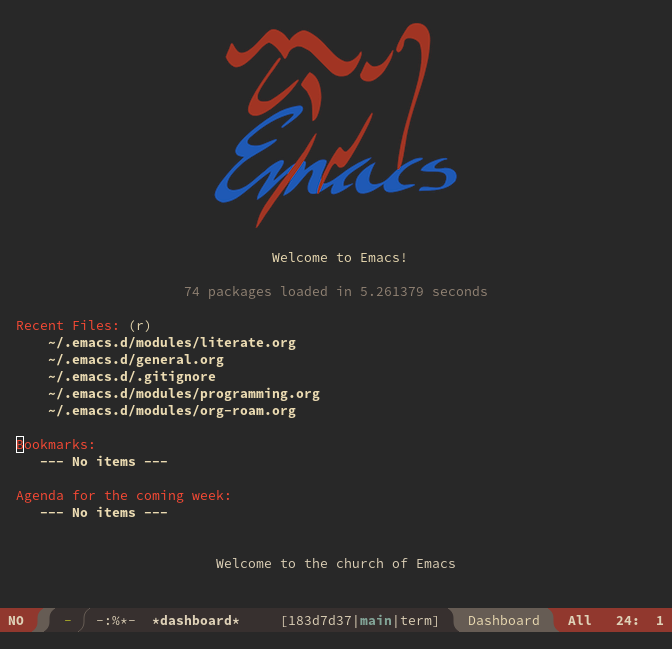 Emacs
Welcome to Emacs!
74 packages loaded in 5.261379 seconds
Recent Files: (r)
~/.emacs.d/modules/literate.org
~/.emacs.d/general.org
~/.emacs.d/.gitignore
~/.emacs.d/modules/programming.org
~/.emacs.d/modules/org-roam.org
Bookmarks:
--- No items ---
Agenda for the coming week:
--- No items ---
Welcome to the church of Emacs
NO - -:%*- *dashboard* [183d7d37|main|term] Dashboard All 24: 1